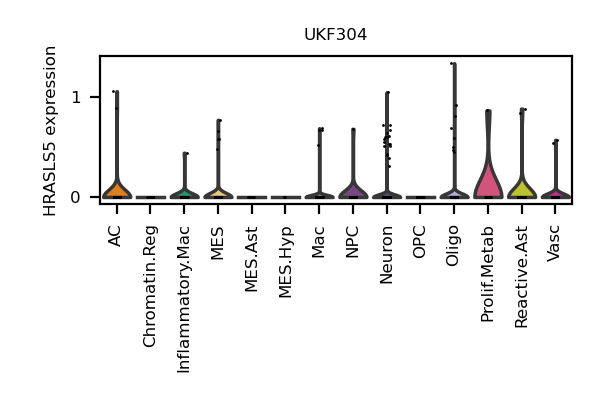 UKF304
HRASLS5 expression
1
0
AC
Chromatin.Reg
Inflammatory.Mac
MES
MES.Ast
MES.Hyp
Mac
NPC
Neuron
OPC
Oligo
Prolif.Metab
Reactive.Ast
Vasc